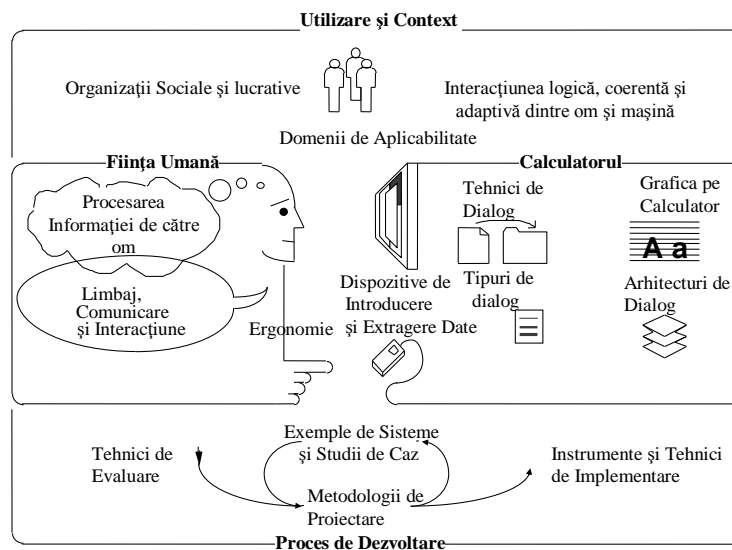 Utilizare şi Context
Organizaţii Sociale şi lucrative
Interacţiunea logică, coerentă şi
adaptivă dintre om şi maşină
Domenii de Aplicabilitate
Fiinţa Umană
Procesarea
Informaţiei de către
om
Limbaj,
Comunicare
şi Interacţiune
Ergonomie
Calculatorul
Dispozitive de
Introducere
şi Extragere Date
Tehnici de
Dialog
Tipuri de
dialog
Grafica pe
Calculator
A a
Arhitecturi de
Dialog
Tehnici de
Evaluare
Exemple de Sisteme
şi Studii de Caz
Metodologii de
Proiectare
Instrumente şi Tehnici
de Implementare
Proces de Dezvoltare